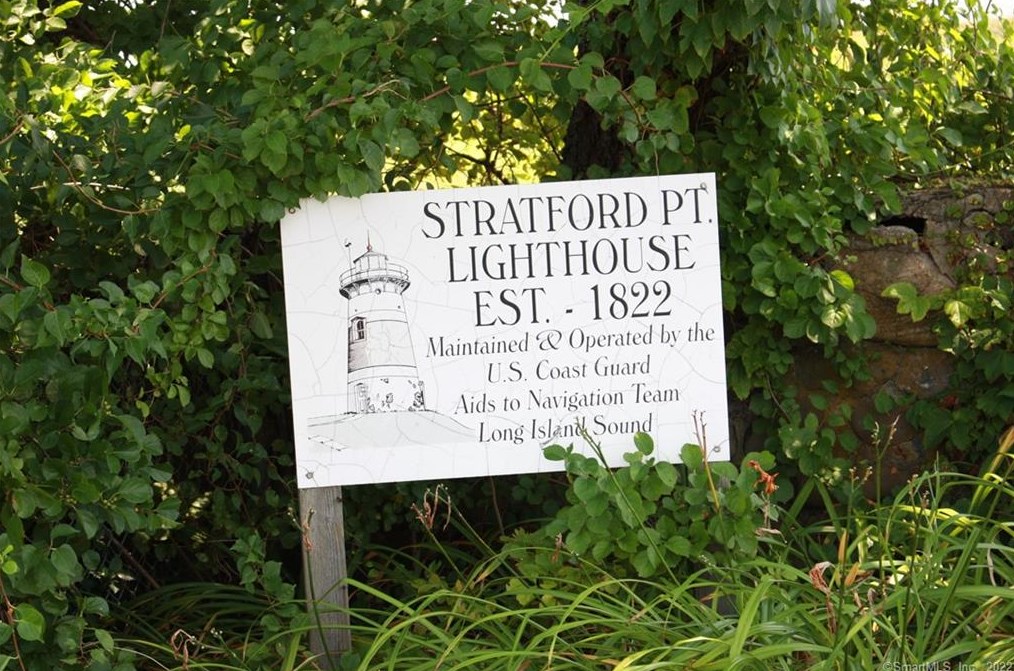 STRATFORD PT.
LIGHTHOUSE
EST. - 1822
Maintained & Operated by the
U.S. Coast Guard
Aids to Navigation Team
Long Island Sound
©SmartMLS, Inc. 2022